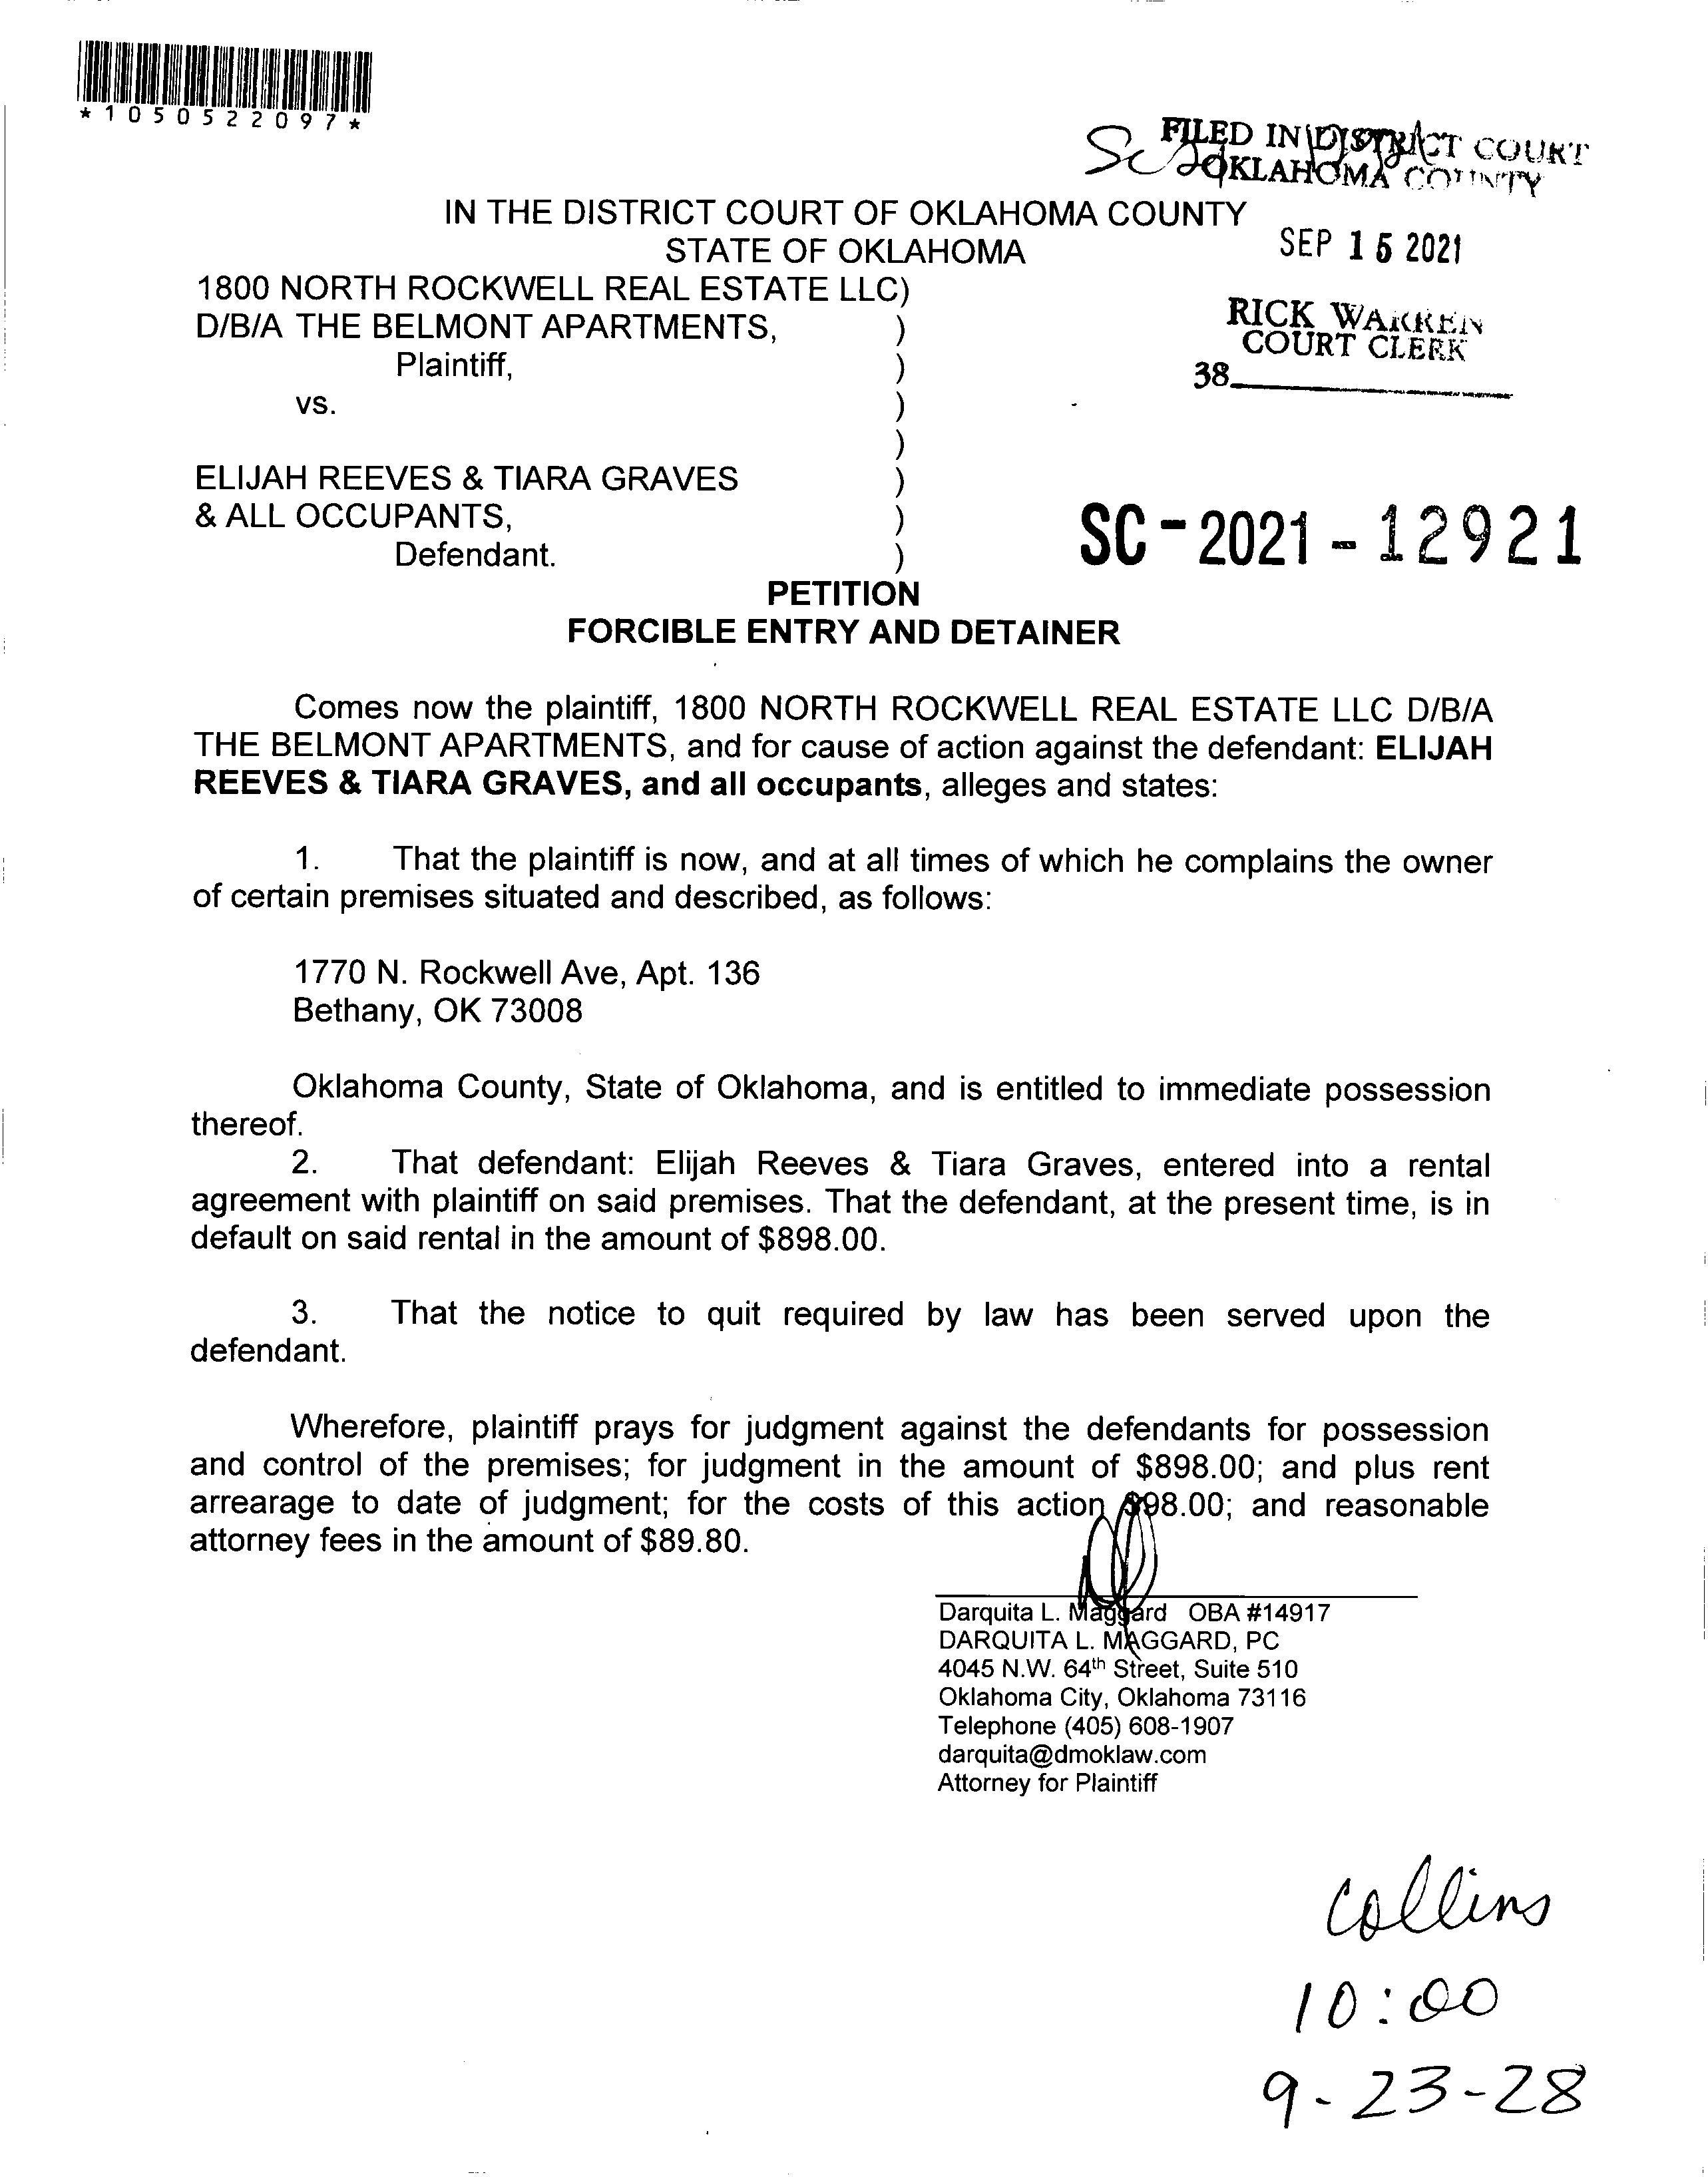 *1050522097*
FILED IN DISTRICT COURT
OKLAHOMA COUNTY
IN THE DISTRICT COURT OF OKLAHOMA COUNTY
STATE OF OKLAHOMA
SEP 15 2021
1800 NORTH ROCKWELL REAL ESTATE LLC)
D/B/A THE BELMONT APARTMENTS, )
RICK WARREN
COURT CLERK
Plaintiff, )
38
vs. )
)
ELIJAH REEVES & TIARA GRAVES )
& ALL OCCUPANTS, )
SC-2021-12921
Defendant. )
PETITION
FORCIBLE ENTRY AND DETAINER
Comes now the plaintiff, 1800 NORTH ROCKWELL REAL ESTATE LLC D/B/A
THE BELMONT APARTMENTS, and for cause of action against the defendant: ELIJAH
REEVES & TIARA GRAVES, and all occupants, alleges and states:
1. That the plaintiff is now, and at all times of which he complains the owner
of certain premises situated and described, as follows:
1770 N. Rockwell Ave, Apt. 136
Bethany, OK 73008
Oklahoma County, State of Oklahoma, and is entitled to immediate possession
thereof.
2. That defendant: Elijah Reeves & Tiara Graves, entered into a rental
agreement with plaintiff on said premises. That the defendant, at the present time, is in
default on said rental in the amount of $898.00.
3. That the notice to quit required by law has been served upon the
defendant.
Wherefore, plaintiff prays for judgment against the defendants for possession
and control of the premises; for judgment in the amount of $898.00; and plus rent
arrearage to date of judgment; for the costs of this action $98.00; and reasonable
attorney fees in the amount of $89.80.
Darquita L. Maggard OBA #14917
DARQUITA L. MAGGARD, PC
4045 N.W. 64th Street, Suite 510
Oklahoma City, Oklahoma 73116
Telephone (405) 608-1907
darquita@dmoklaw.com
Attorney for Plaintiff
Collins
10:00
9-23-28